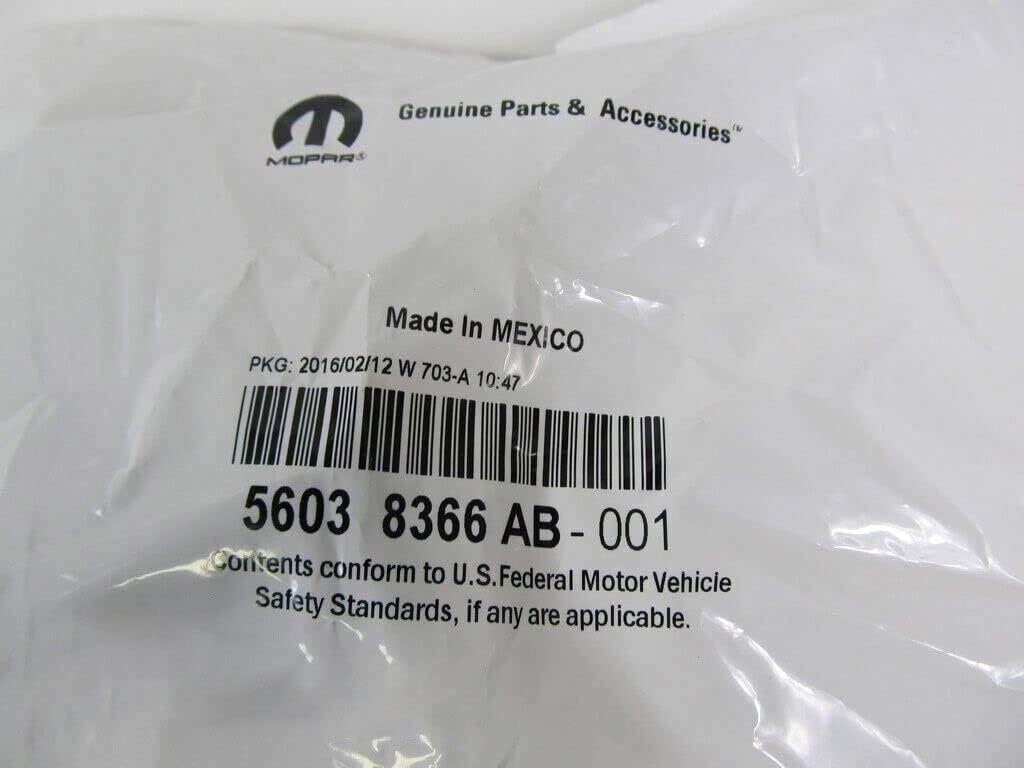 Genuine Parts & Accessories™
MOPAR®
Made In MEXICO
PKG: 2016/02/12 W 703-A 10:47
5603 8366 AB - 001
Contents conform to U.S.Federal Motor Vehicle
Safety Standards, if any are applicable.